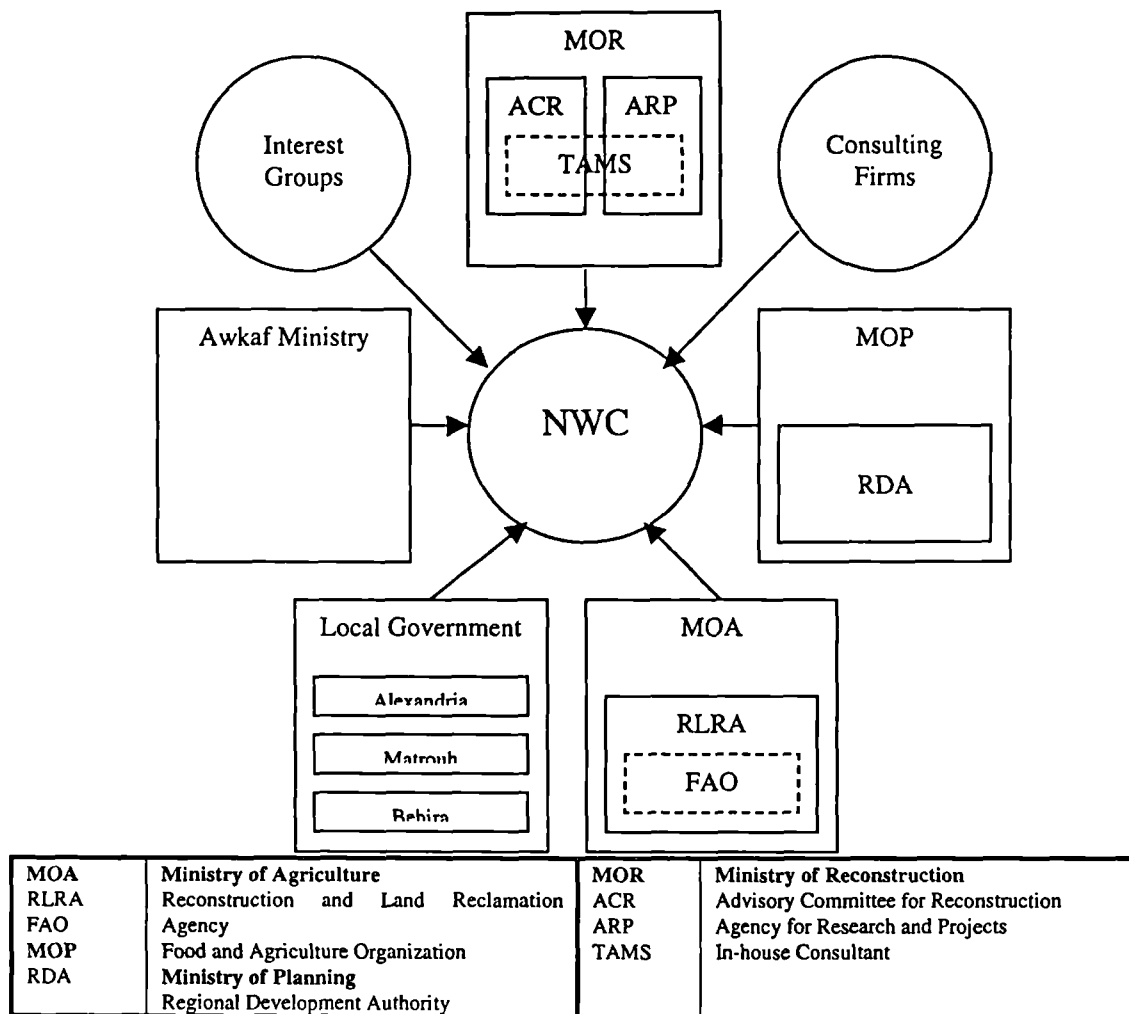 MOR
ACR ARP
TAMS
Interest
Groups
Consulting
Firms
Awkaf Ministry
NWC
MOP
RDA
Local Government
Alexandria
Matrouh
Behira
MOA
RLRA
FAO
MOA Ministry of Agriculture
RLRA Reconstruction and Land Reclamation
FAO Agency
MOP Food and Agriculture Organization
RDA Ministry of Planning
Regional Development Authority
MOR Ministry of Reconstruction
ACR Advisory Committee for Reconstruction
ARP Agency for Research and Projects
TAMS In-house Consultant